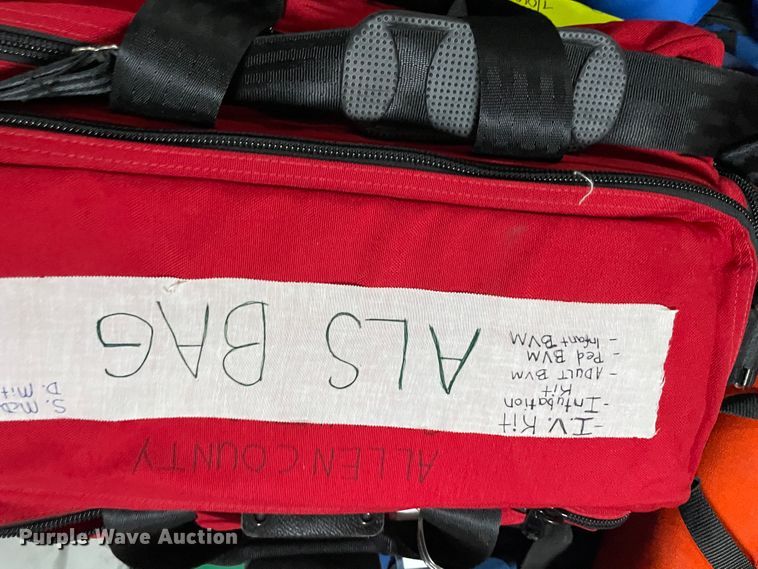 ALLEN COUNTY
- I.V. Kit
- Intubation
Kit
- ADULT BVM
- Ped BVM
- Infant BVM
ALS BAG
S.
D.
Purple Wave Auction